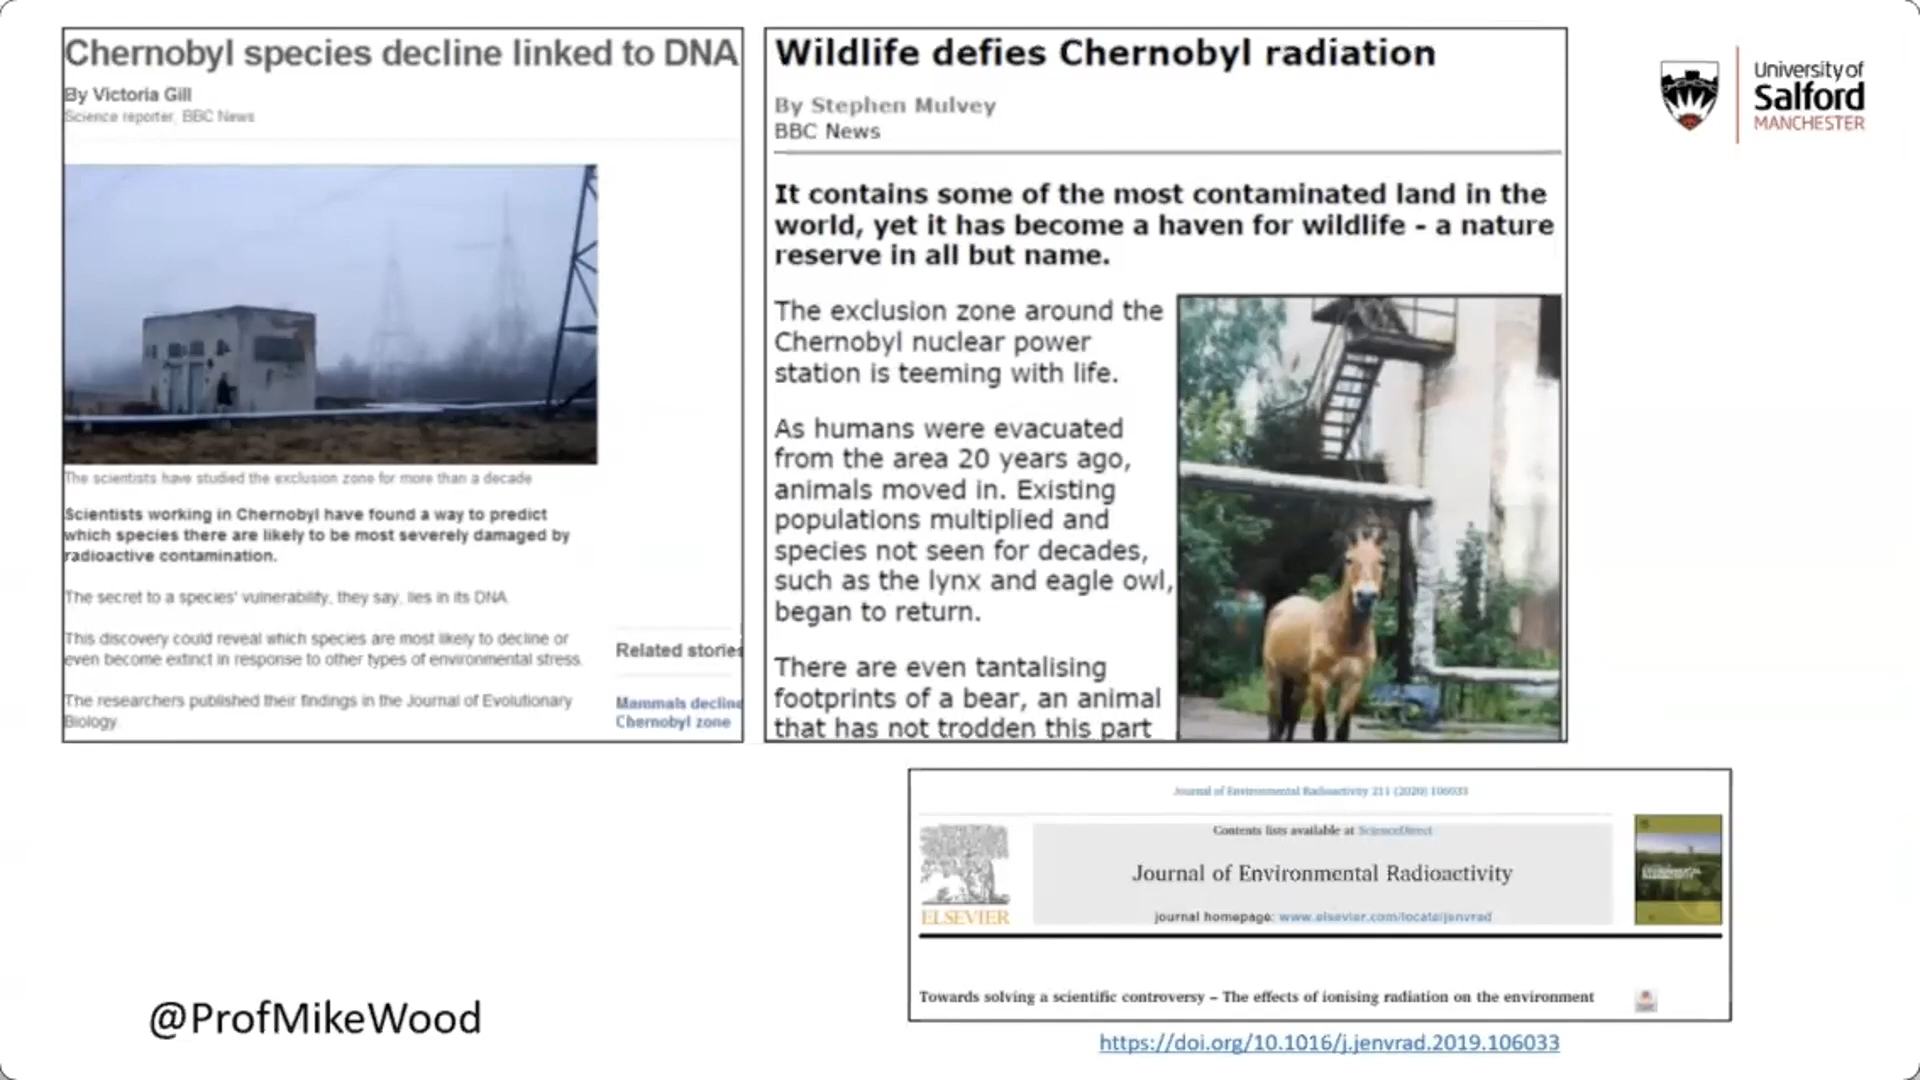 Chernobyl species decline linked to DNA
By Victoria Gill
Science reporter, BBC News
The scientists have studied the exclusion zone for more than a decade
Scientists working in Chernobyl have found a way to predict
which species there are likely to be most severely damaged by
radioactive contamination.
The secret to a species' vulnerability, they say, lies in its DNA.
This discovery could reveal which species are most likely to decline or
even become extinct in response to other types of environmental stress.
The researchers published their findings in the Journal of Evolutionary
Biology.
Related stories
Mammals decline
Chernobyl zone
Wildlife defies Chernobyl radiation
By Stephen Mulvey
BBC News
It contains some of the most contaminated land in the
world, yet it has become a haven for wildlife - a nature
reserve in all but name.
The exclusion zone around the
Chernobyl nuclear power
station is teeming with life.
As humans were evacuated
from the area 20 years ago,
animals moved in. Existing
populations multiplied and
species not seen for decades,
such as the lynx and eagle owl,
began to return.
There are even tantalising
footprints of a bear, an animal
that has not trodden this part
University of
Salford
MANCHESTER
Journal of Environmental Radioactivity 211 (2020) 106033
Contents lists available at ScienceDirect
Journal of Environmental Radioactivity
journal homepage: www.elsevier.com/locate/jenvrad
ELSEVIER
Towards solving a scientific controversy – The effects of ionising radiation on the environment
https://doi.org/10.1016/j.jenvrad.2019.106033
@ProfMikeWood